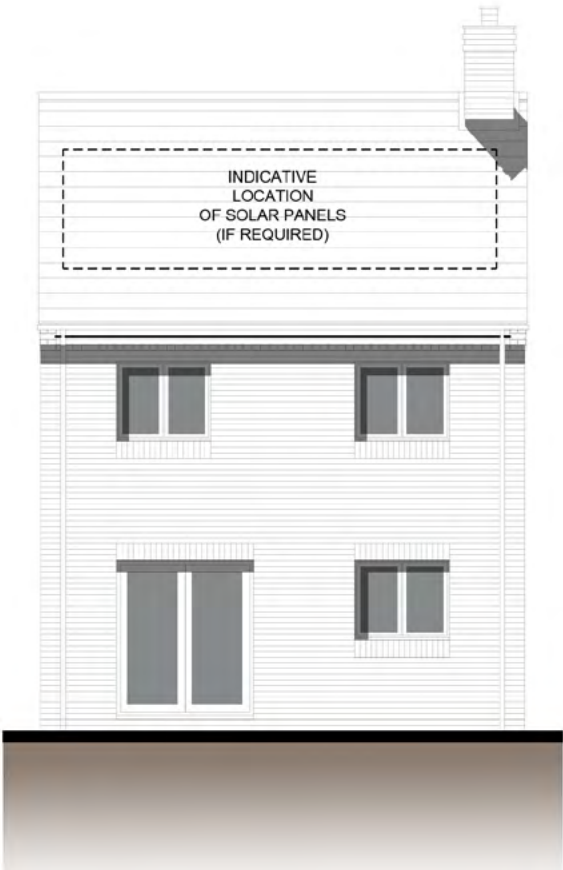 INDICATIVE
LOCATION
OF SOLAR PANELS
(IF REQUIRED)